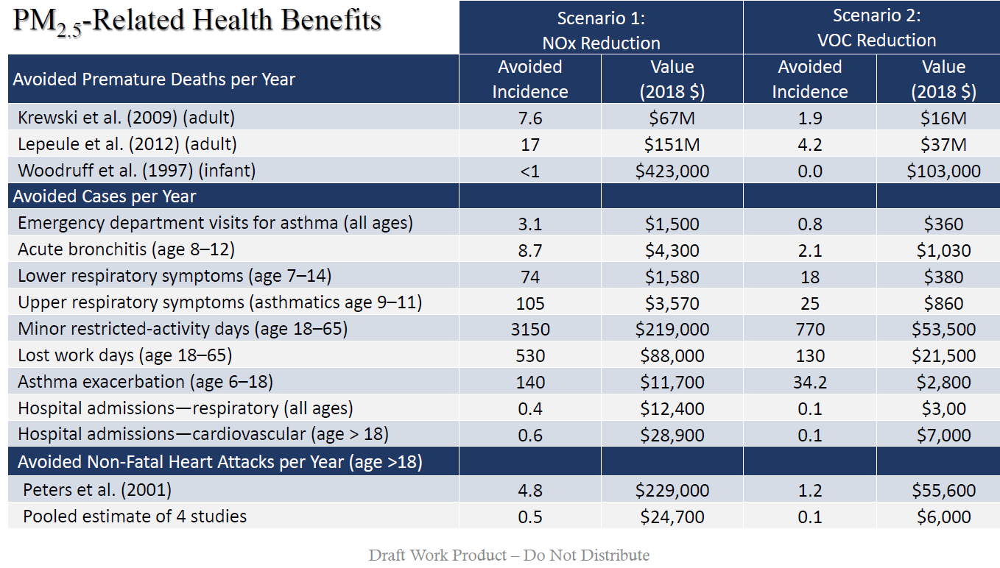 PM2.5-Related Health Benefits
Scenario 1:
NOx Reduction
Scenario 2:
VOC Reduction
Avoided Premature Deaths per Year
Avoided
Incidence
Value
(2018 $)
Avoided
Incidence
Value
(2018 $)
Krewski et al. (2009) (adult) 7.6 $67M 1.9 $16M
Lepeule et al. (2012) (adult) 17 $151M 4.2 $37M
Woodruff et al. (1997) (infant) <1 $423,000 0.0 $103,000
Avoided Cases per Year
Emergency department visits for asthma (all ages) 3.1 $1,500 0.8 $360
Acute bronchitis (age 8–12) 8.7 $4,300 2.1 $1,030
Lower respiratory symptoms (age 7–14) 74 $1,580 18 $380
Upper respiratory symptoms (asthmatics age 9–11) 105 $3,570 25 $860
Minor restricted-activity days (age 18–65) 3150 $219,000 770 $53,500
Lost work days (age 18–65) 530 $88,000 130 $21,500
Asthma exacerbation (age 6–18) 140 $11,700 34.2 $2,800
Hospital admissions—respiratory (all ages) 0.4 $12,400 0.1 $3,00
Hospital admissions—cardiovascular (age > 18) 0.6 $28,900 0.1 $7,000
Avoided Non-Fatal Heart Attacks per Year (age >18)
Peters et al. (2001) 4.8 $229,000 1.2 $55,600
Pooled estimate of 4 studies 0.5 $24,700 0.1 $6,000
Draft Work Product – Do Not Distribute